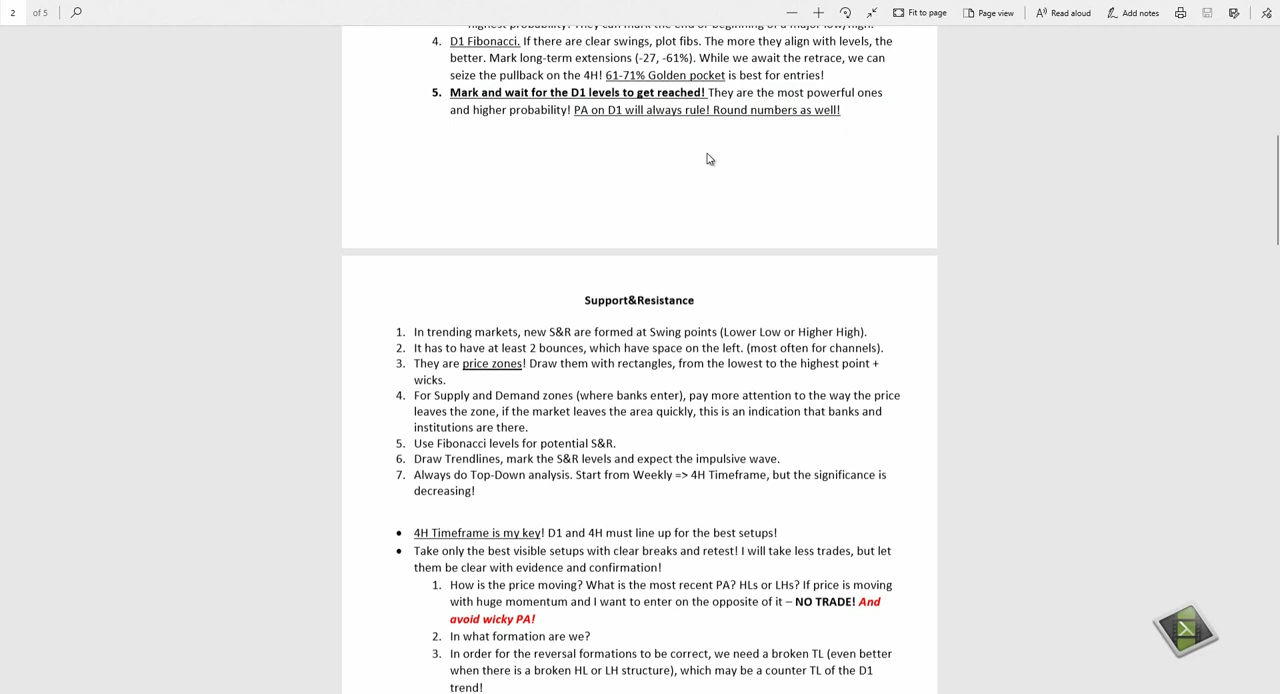 2 of 5
Fit to page
Page view
Read aloud
Add notes
highest probability! They can mark the end or beginning of a major low/high.
4. D1 Fibonacci. If there are clear swings, plot fibs. The more they align with levels, the
better. Mark long-term extensions (-27, -61%). While we await the retrace, we can
seize the pullback on the 4H! 61-71% Golden pocket is best for entries!
5. Mark and wait for the D1 levels to get reached! They are the most powerful ones
and higher probability! PA on D1 will always rule! Round numbers as well!
Support&Resistance
1. In trending markets, new S&R are formed at Swing points (Lower Low or Higher High).
2. It has to have at least 2 bounces, which have space on the left. (most often for channels).
3. They are price zones! Draw them with rectangles, from the lowest to the highest point +
wicks.
4. For Supply and Demand zones (where banks enter), pay more attention to the way the price
leaves the zone, if the market leaves the area quickly, this is an indication that banks and
institutions are there.
5. Use Fibonacci levels for potential S&R.
6. Draw Trendlines, mark the S&R levels and expect the impulsive wave.
7. Always do Top-Down analysis. Start from Weekly => 4H Timeframe, but the significance is
decreasing!
• 4H Timeframe is my key! D1 and 4H must line up for the best setups!
• Take only the best visible setups with clear breaks and retest! I will take less trades, but let
them be clear with evidence and confirmation!
1. How is the price moving? What is the most recent PA? HLs or LHs? If price is moving
with huge momentum and I want to enter on the opposite of it – NO TRADE! And
avoid wicky PA!
2. In what formation are we?
3. In order for the reversal formations to be correct, we need a broken TL (even better
when there is a broken HL or LH structure), which may be a counter TL of the D1
trend!